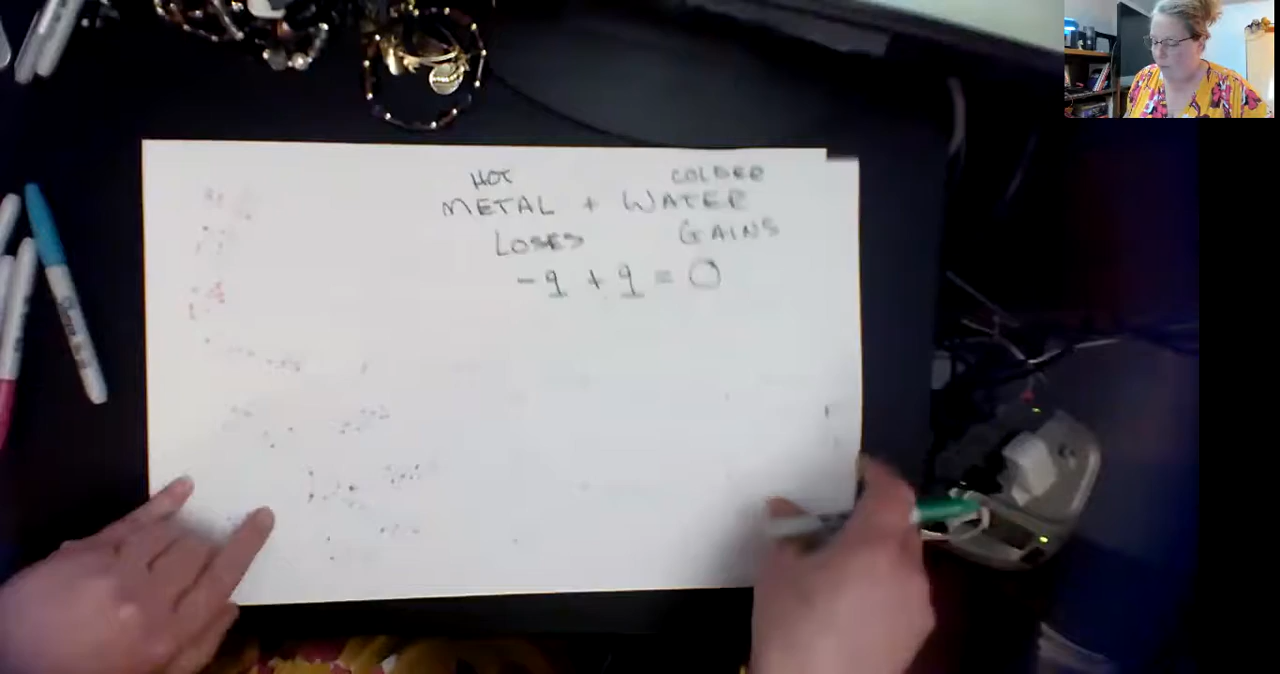 HOT COLDER
METAL + WATER
LOSES GAINS
-q + q = 0